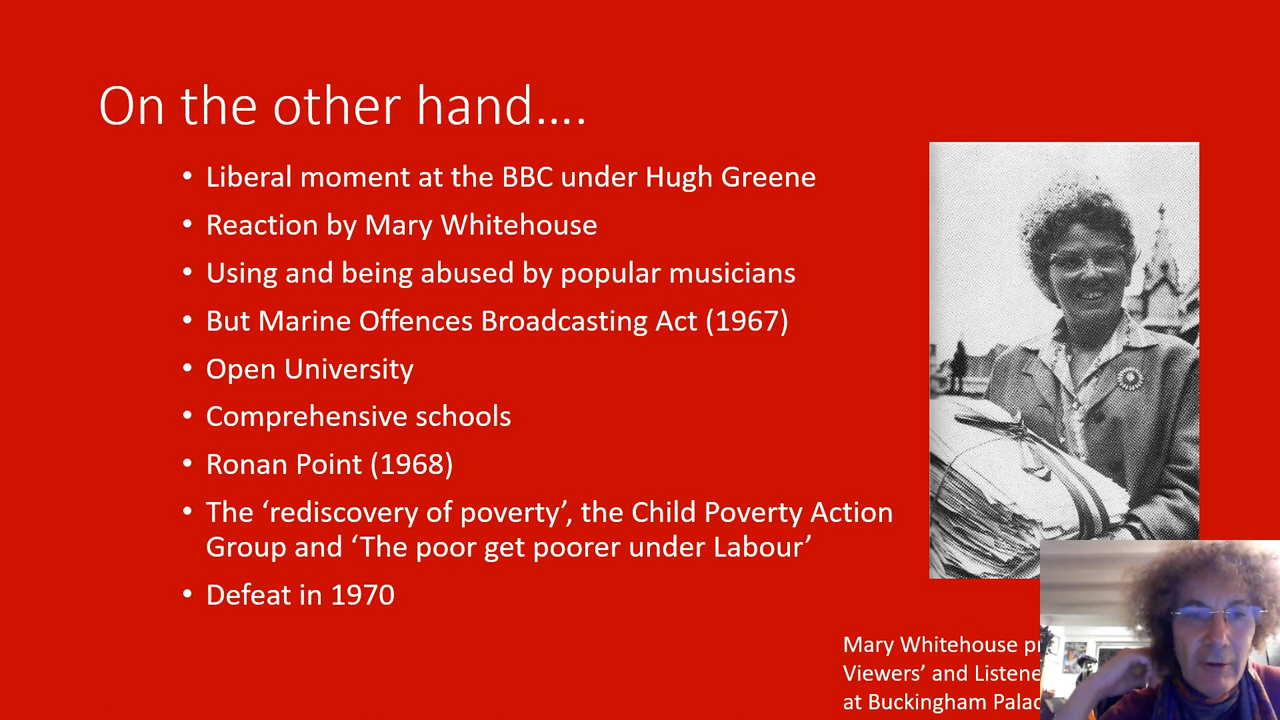 On the other hand....
• Liberal moment at the BBC under Hugh Greene
• Reaction by Mary Whitehouse
• Using and being abused by popular musicians
• But Marine Offences Broadcasting Act (1967)
• Open University
• Comprehensive schools
• Ronan Point (1968)
• The ‘rediscovery of poverty’, the Child Poverty Action
Group and ‘The poor get poorer under Labour’
• Defeat in 1970
Mary Whitehouse
Viewers’ and
at Buckingham